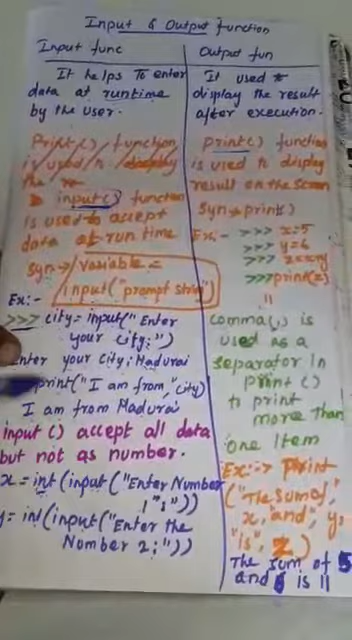 Input & Output function
Input func
It helps To enter
data at runtime
by the user.
Print() function
is used to display
the re
input() function
is used to accept
data at run time
Syn→ variable =
input("prompt string")
Ex:-
>>> city=input("Enter
your city:")
Enter your city: Madurai
print("I am from," city)
I am from Madurai
input() accept all data
but not as number.
x=int(input("Enter Number
1":"))
y=int(input("Enter the
Nomber 2:"))
Output fun
It used to
display the result
after execution.
print() function
is used to display
result on the screen
Syn→ print()
Ex:- >>> x=5
>>> y=6
>>> z=x+y
>>> print(z)
11
comma(,) is
used as a
separator in
print()
to print
more than
one Item
Ex:-> print
("The sum of",
x, "and", y,
"is", z)
The sum of 5
and 6 is 11